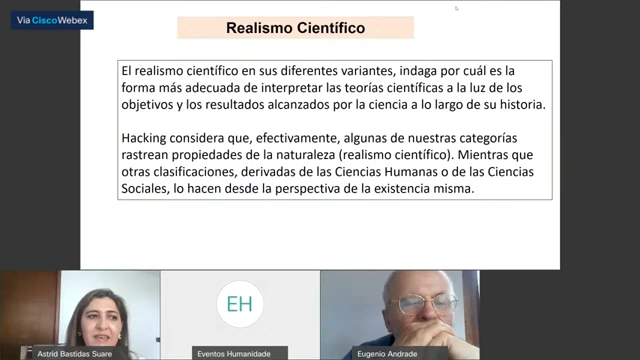 Via CiscoWebex
Realismo Científico
El realismo científico en sus diferentes variantes, indaga por cuál es la
forma más adecuada de interpretar las teorías científicas a la luz de los
objetivos y los resultados alcanzados por la ciencia a lo largo de su historia.
Hacking considera que, efectivamente, algunas de nuestras categorías
rastrean propiedades de la naturaleza (realismo científico). Mientras que
otras clasificaciones, derivadas de las Ciencias Humanas o de las Ciencias
Sociales, lo hacen desde la perspectiva de la existencia misma.
EH
Astrid Bastidas Suare
Eventos Humanidade
Eugenio Andrade